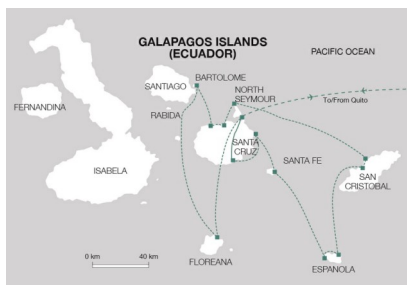 GALAPAGOS ISLANDS
(ECUADOR)
PACIFIC OCEAN
BARTOLOME
SANTIAGO
NORTH
SEYMOUR
To/From Quito
FERNANDINA
RABIDA
SANTA
CRUZ
SANTA FE
ISABELA
SAN
CRISTOBAL
0 km
40 km
FLOREANA
ESPANOLA